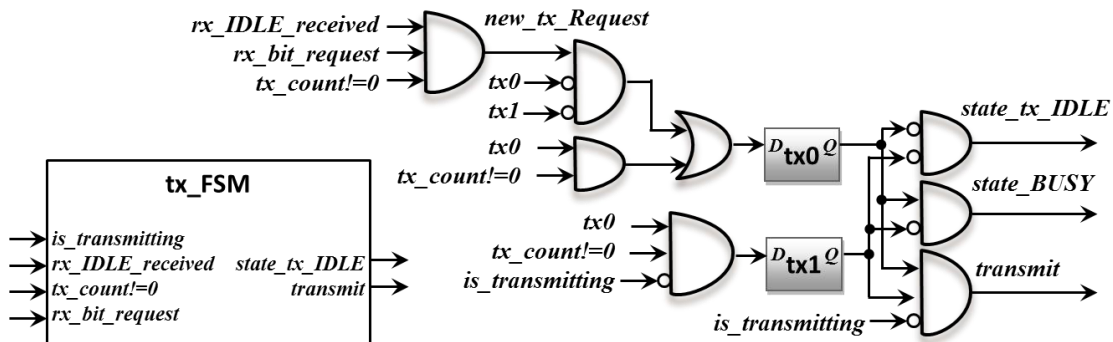 rx_IDLE_received
new_tx_Request
rx_bit_request
tx_count!=0
tx0
tx1
tx0
tx_count!=0
D tx0 Q
state_tx_IDLE
state_BUSY
tx0
tx_count!=0
is_transmitting
D tx1 Q
transmit
is_transmitting
tx_FSM
is_transmitting
rx_IDLE_received
state_tx_IDLE
tx_count!=0
transmit
rx_bit_request